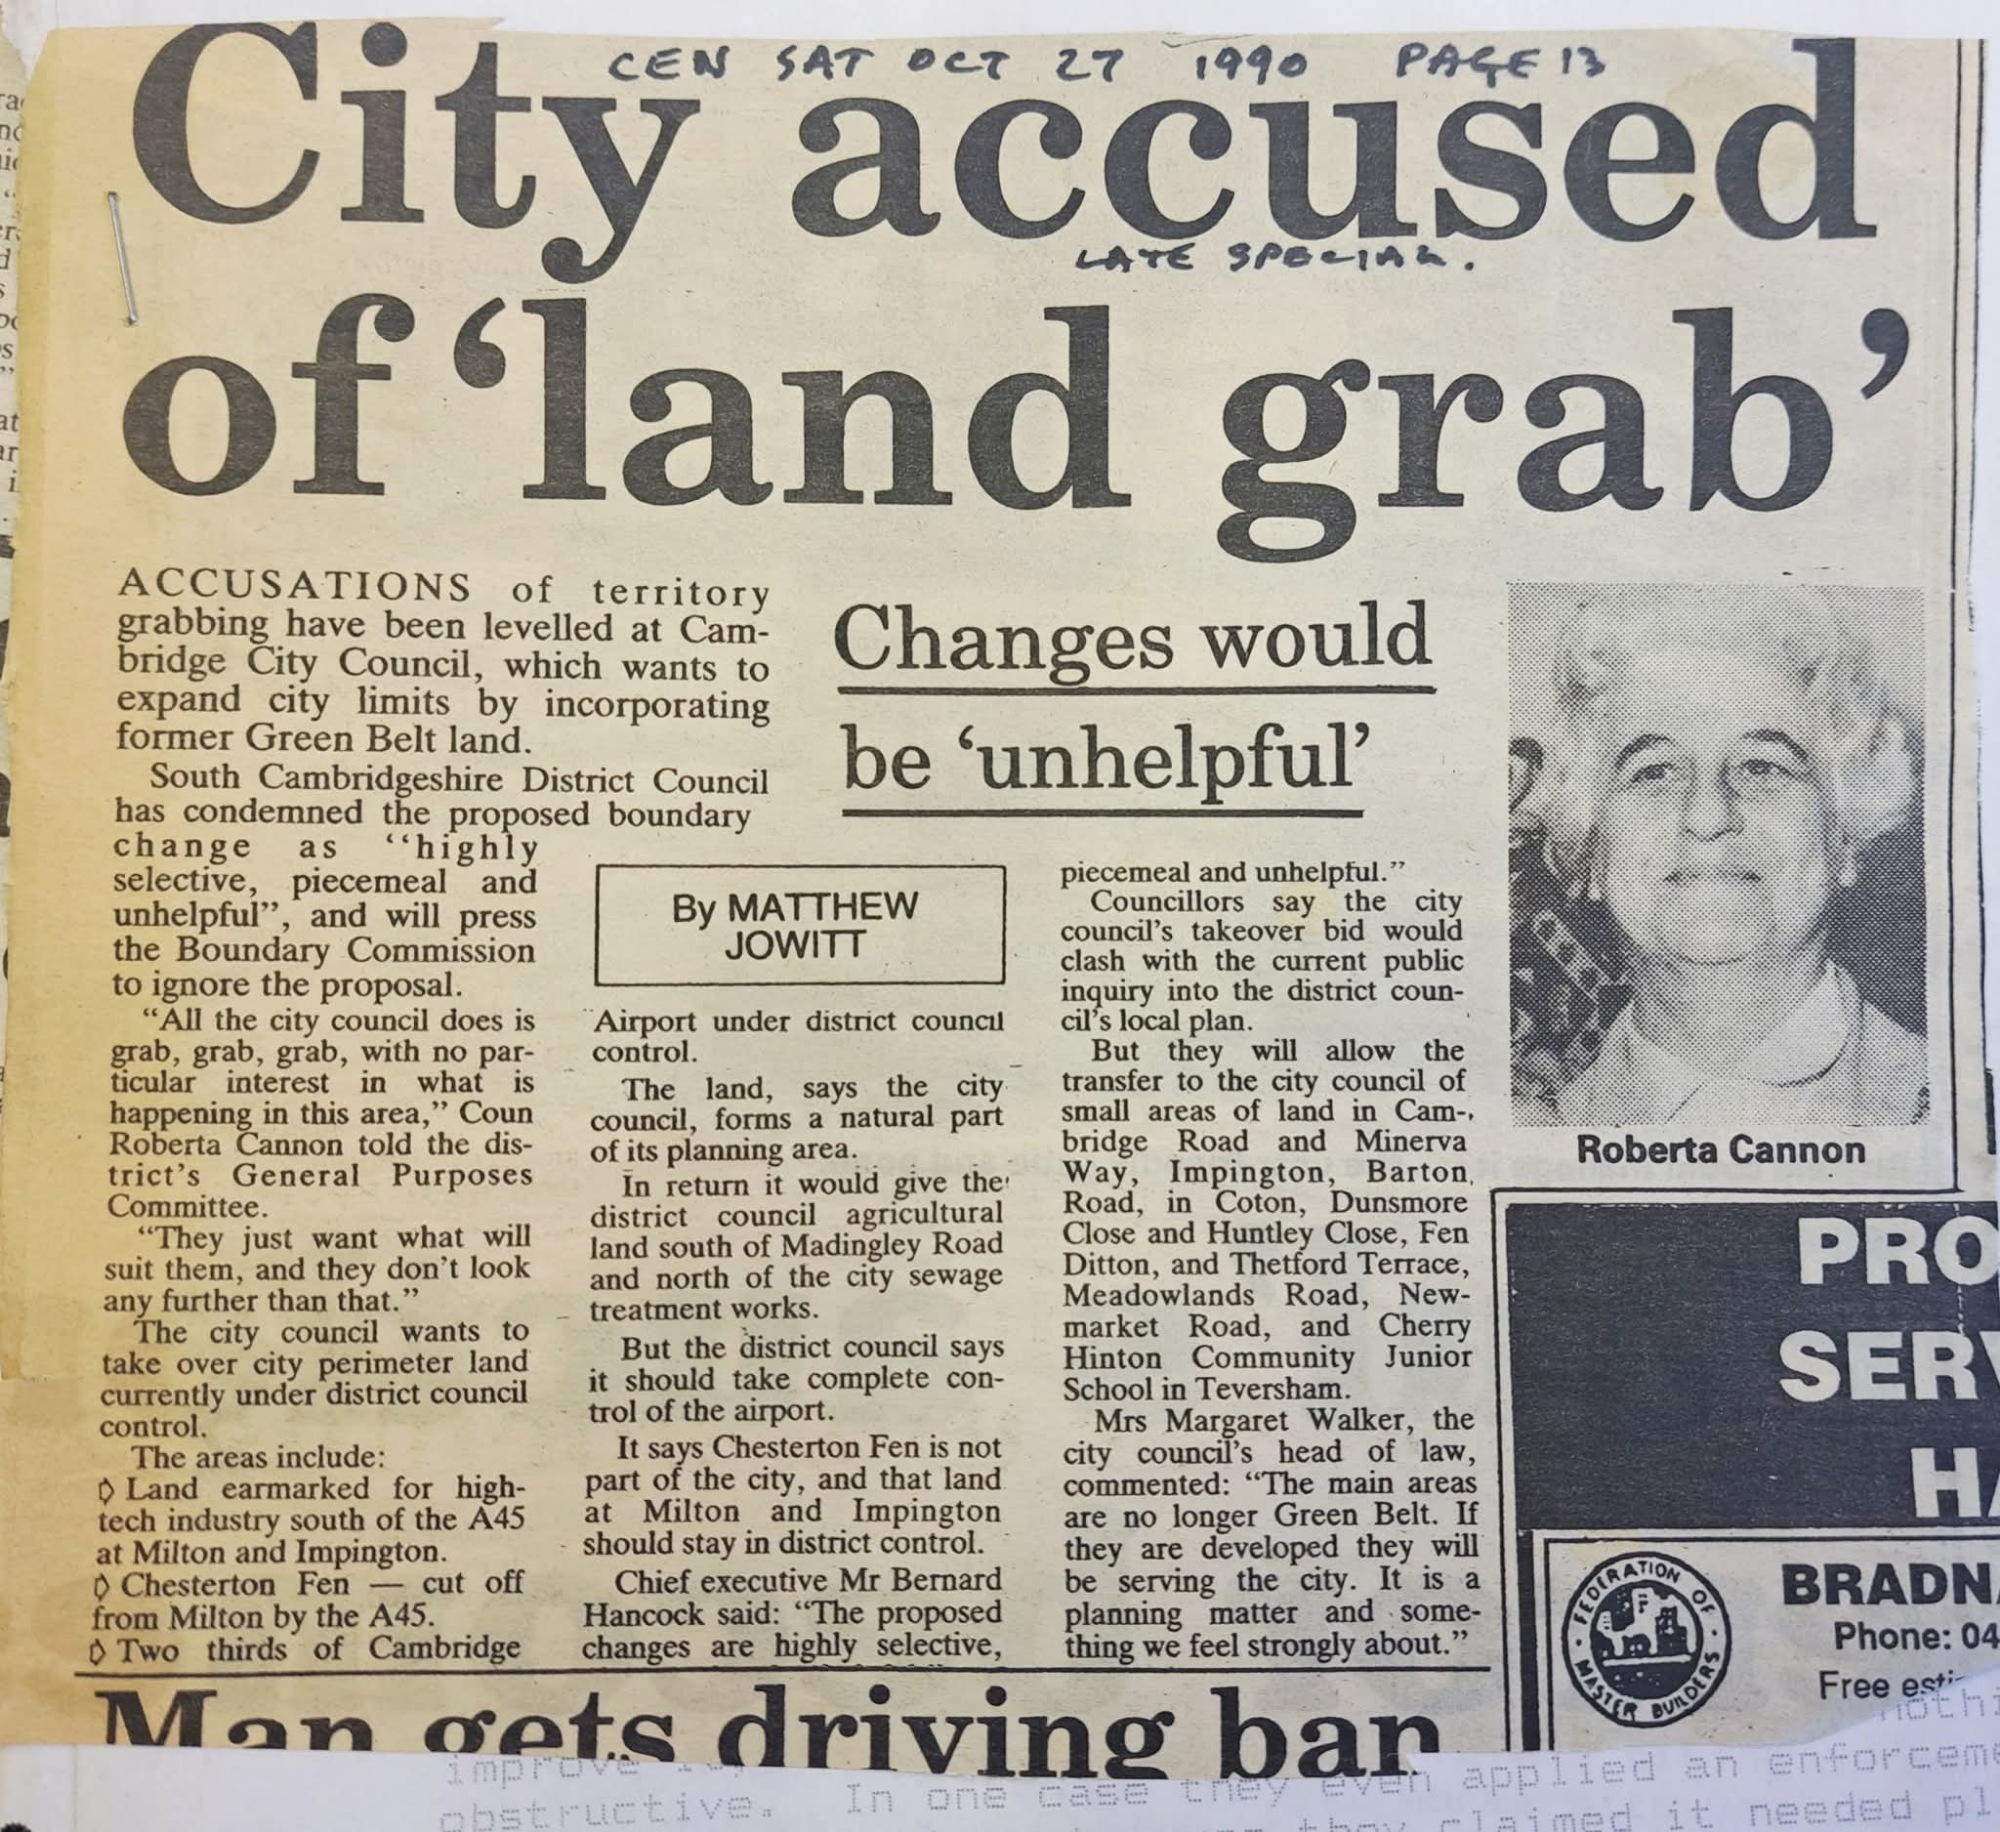 CEN SAT OCT 27 1990 PAGE 13
City accused
LATE SPECIAL.
of ‘land grab’
ACCUSATIONS of territory
grabbing have been levelled at Cam-
bridge City Council, which wants to
expand city limits by incorporating
former Green Belt land.
South Cambridgeshire District Council
has condemned the proposed boundary
change as “highly
selective, piecemeal and
unhelpful”, and will press
the Boundary Commission
to ignore the proposal.
“All the city council does is
grab, grab, grab, with no par-
ticular interest in what is
happening in this area,” Coun
Roberta Cannon told the dis-
trict’s General Purposes
Committee.
“They just want what will
suit them, and they don’t look
any further than that.”
The city council wants to
take over city perimeter land
currently under district council
control.
The areas include:
Land earmarked for high-
tech industry south of the A45
at Milton and Impington.
Chesterton Fen — cut off
from Milton by the A45.
Two thirds of Cambridge
Changes would
be ‘unhelpful’
By MATTHEW
JOWITT
Airport under district council
control.
The land, says the city
council, forms a natural part
of its planning area.
In return it would give the
district council agricultural
land south of Madingley Road
and north of the city sewage
treatment works.
But the district council says
it should take complete con-
trol of the airport.
It says Chesterton Fen is not
part of the city, and that land
at Milton and Impington
should stay in district control.
Chief executive Mr Bernard
Hancock said: “The proposed
changes are highly selective,
piecemeal and unhelpful.”
Councillors say the city
council’s takeover bid would
clash with the current public
inquiry into the district coun-
cil’s local plan.
But they will allow the
transfer to the city council of
small areas of land in Cam-
bridge Road and Minerva
Way, Impington, Barton
Road, in Coton, Dunsmore
Close and Huntley Close, Fen
Ditton, and Thetford Terrace,
Meadowlands Road, New-
market Road, and Cherry
Hinton Community Junior
School in Teversham.
Mrs Margaret Walker, the
city council’s head of law,
commented: “The main areas
are no longer Green Belt. If
they are developed they will
be serving the city. It is a
planning matter and some-
thing we feel strongly about.”
Roberta Cannon
PRO
SERV
HA
FEDERATION OF
MASTER BUILDERS
BRADN
Phone: 04
Free esti
Man gets driving ban
improve
obstructive. In one case they even applied an enforceme
they claimed it needed pl